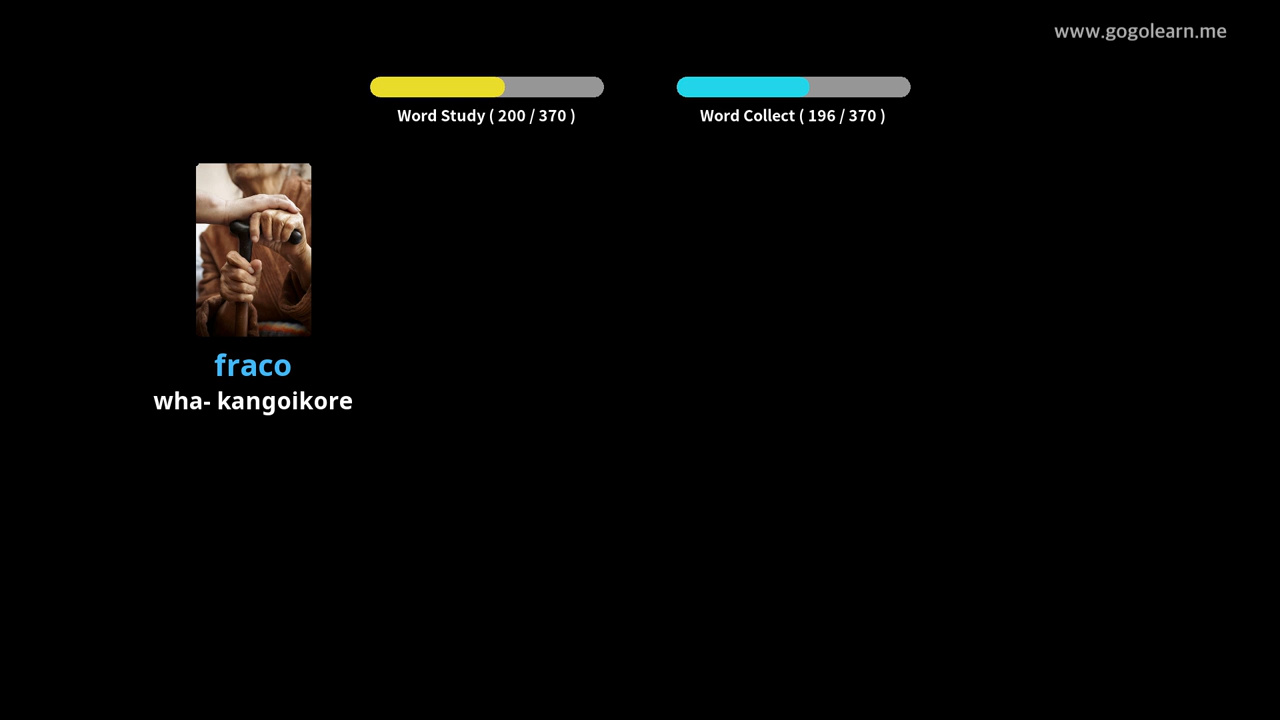 www.gogolearn.me
Word Study ( 200 / 370 )
Word Collect ( 196 / 370 )
fraco
wha- kangoikore